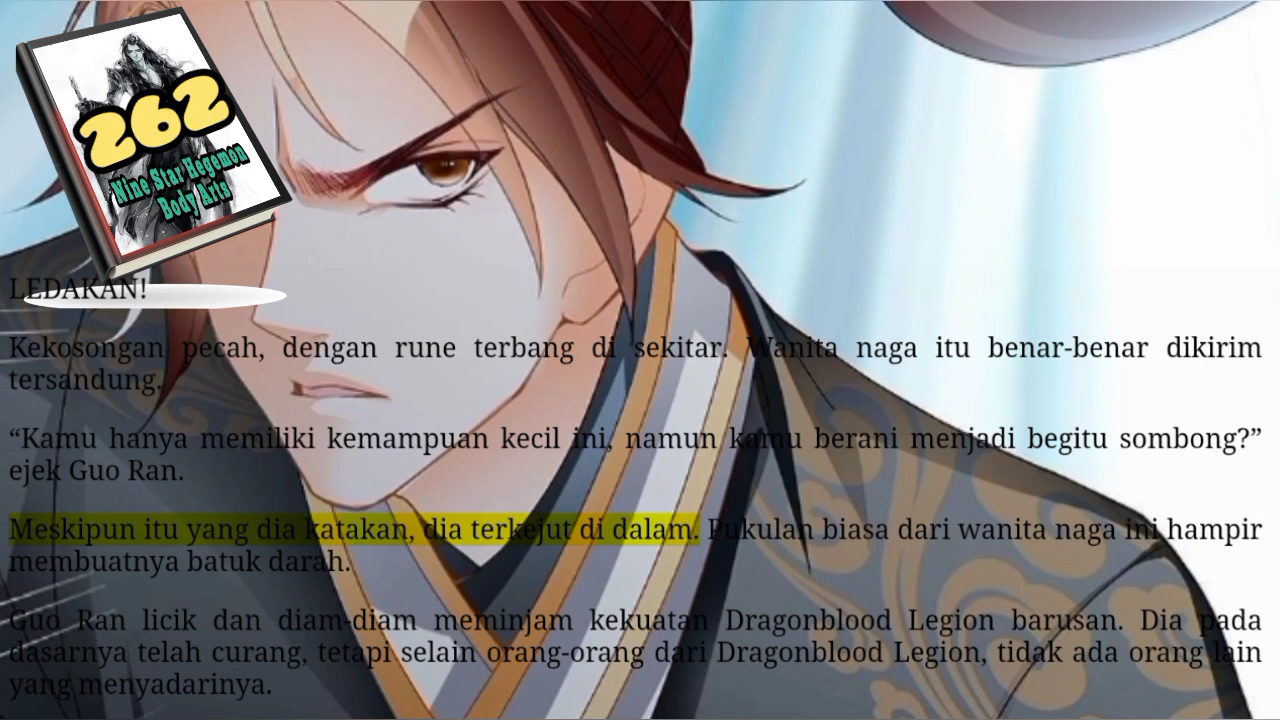 262
Nine Star Hegemon
Body Arts
LEDAKAN!
Kekosongan pecah, dengan rune terbang di sekitar. Wanita naga itu benar-benar dikirim
tersandung.
“Kamu hanya memiliki kemampuan kecil ini, namun kamu berani menjadi begitu sombong?”
ejek Guo Ran.
Meskipun itu yang dia katakan, dia terkejut di dalam. Pukulan biasa dari wanita naga ini hampir
membuatnya batuk darah.
Guo Ran licik dan diam-diam meminjam kekuatan Dragonblood Legion barusan. Dia pada
dasarnya telah curang, tetapi selain orang-orang dari Dragonblood Legion, tidak ada orang lain
yang menyadarinya.